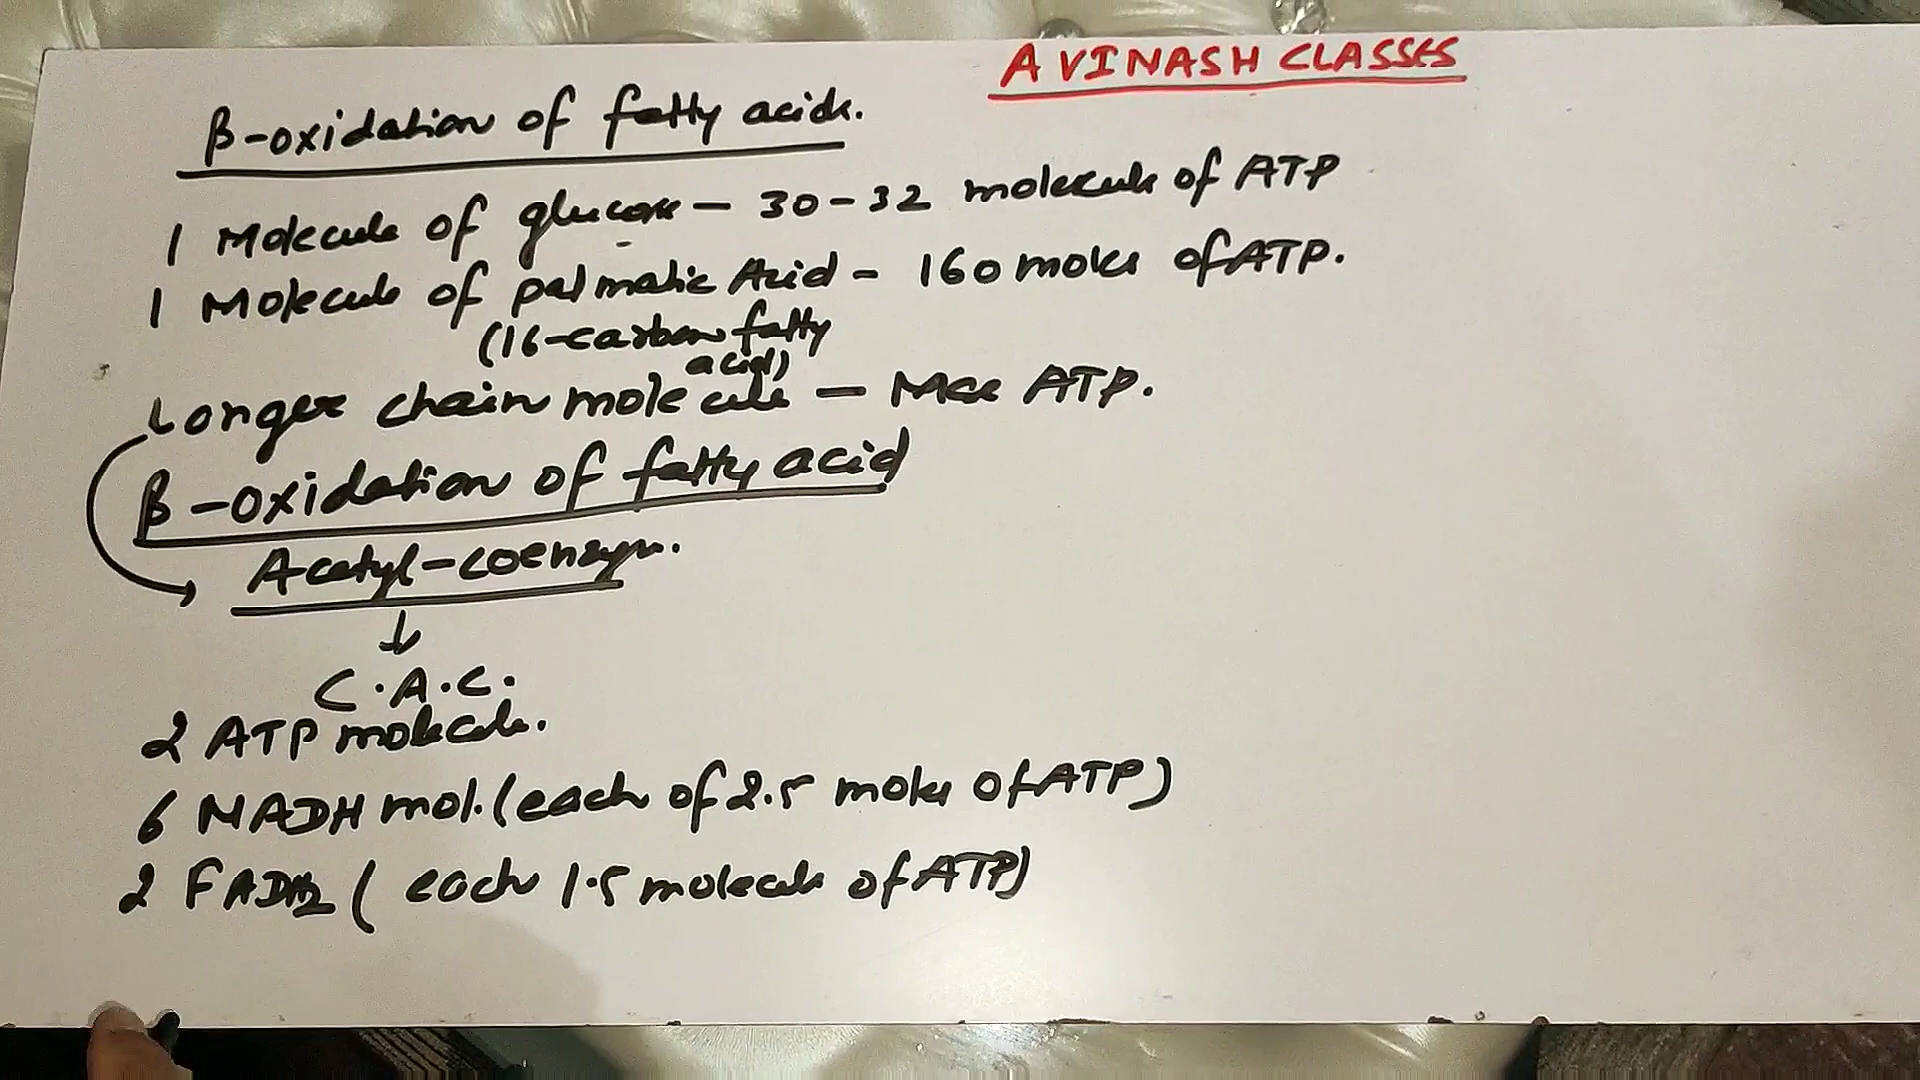 AVINASH CLASSES
β-oxidation of fatty acids.
1 Molecule of glucose - 30-32 molecule of ATP
1 Molecule of palmatic Acid - 160 moles of ATP.
(16-carbon fatty
acid)
Longer chain molecule - ATP.
β-oxidation of fatty acid
Acetyl-coenzym.
↓
C.A.C.
2 ATP molecule.
6 NADH mol. (each of 2.5 moles of ATP)
2 FADH2 ( each 1.5 molecule of ATP)